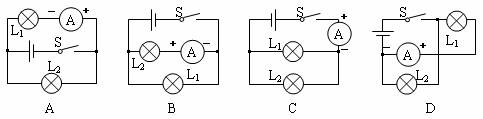 L₁ − A +
S
L₂
A
S
L₂ + A −
L₁
B
S +
L₁ A
−
L₂
C
S
L₁
− A +
L₂
D